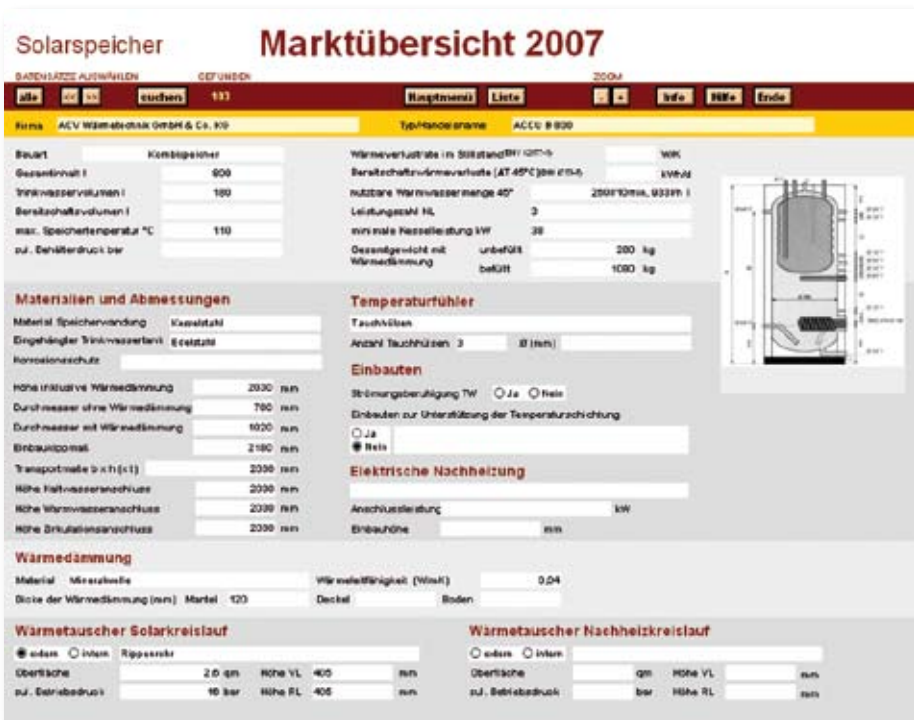 Solarspeicher Marktübersicht 2007
DATENSÄTZE AUSWÄHLEN GEFUNDEN ZOOM
alle << >> suchen 103 Hauptmenü Liste - + Info Hilfe Ende
Firma ACV Wärmetechnik GmbH & Co. KG Typ/Handelsname ACCU B 800
Bauart Kombispeicher
Gesamtinhalt l 800
Trinkwasservolumen l 180
Bereitschaftsvolumen l
max. Speichertemperatur °C 110
zul. Behälterdruck bar
Wärmeverlustrate im Stillstand W/K
Bereitschaftswärmeverluste (ΔT 45°C) kWh/d
nutzbare Warmwassermenge 45°
Leistungszahl NL 3
minimale Kesselleistung kW 38
Gesamtgewicht mit Wärmedämmung unbefüllt 280 kg
befüllt 1080 kg
Materialien und Abmessungen
Material Speicherwandung
Eingehängter Trinkwassertank Edelstahl
Korrosionsschutz
Höhe inklusive Wärmedämmung 2030 mm
Durchmesser ohne Wärmedämmung 780 mm
Durchmesser mit Wärmedämmung 1020 mm
Einbaukippmaß 2180 mm
Transportmaße b x h (x t) 2030 mm
Höhe Kaltwasseranschluss 2030 mm
Höhe Warmwasseranschluss 2030 mm
Höhe Zirkulationsanschluss 2030 mm
Temperaturfühler
Tauchhülsen
Anzahl Tauchhülsen 3 Ø (mm)
Einbauten
Strömungsberuhigung TW Ja Nein
Einbauten zur Unterstützung der Temperaturschichtung
Ja
Nein
Elektrische Nachheizung
Anschlussleistung kW
Einbauhöhe mm
Wärmedämmung
Material Mineralwolle Wärmeleitfähigkeit (W/mK) 0,04
Dicke der Wärmedämmung (mm) Mantel 120 Deckel Boden
Wärmetauscher Solarkreislauf
extern intern Rippenrohr
Oberfläche 2.6 qm Höhe VL 405 mm
zul. Betriebsdruck 16 bar Höhe RL 405 mm
Wärmetauscher Nachheizkreislauf
extern intern
Oberfläche qm Höhe VL mm
zul. Betriebsdruck bar Höhe RL mm